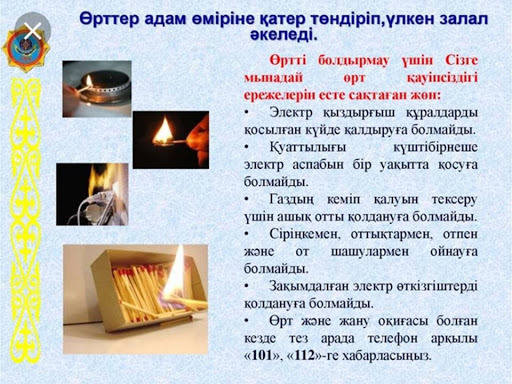 Өрттер адам өміріне қатер төндіріп,үлкен залал
әкеледі.
Өртті болдырмау үшін Сізге
мынадай өрт қауіпсіздігі
ережелерін есте сақтаған жөн:
• Электр қыздырғыш құралдарды
қосылған күйде қалдыруға болмайды.
• Қуаттылығы күштібірнеше
электр аспабын бір уақытта қосуға
болмайды.
• Газдың кеміп қалуын тексеру
үшін ашық отты қолдануға болмайды.
• Сіріңкемен, оттықтармен, отпен
және от шашулармен ойнауға
болмайды.
• Зақымдалған электр өткізгіштерді
қолдануға болмайды.
• Өрт және жану оқиғасы болған
кезде тез арада телефон арқылы
«101», «112»-ге хабарласыңыз.